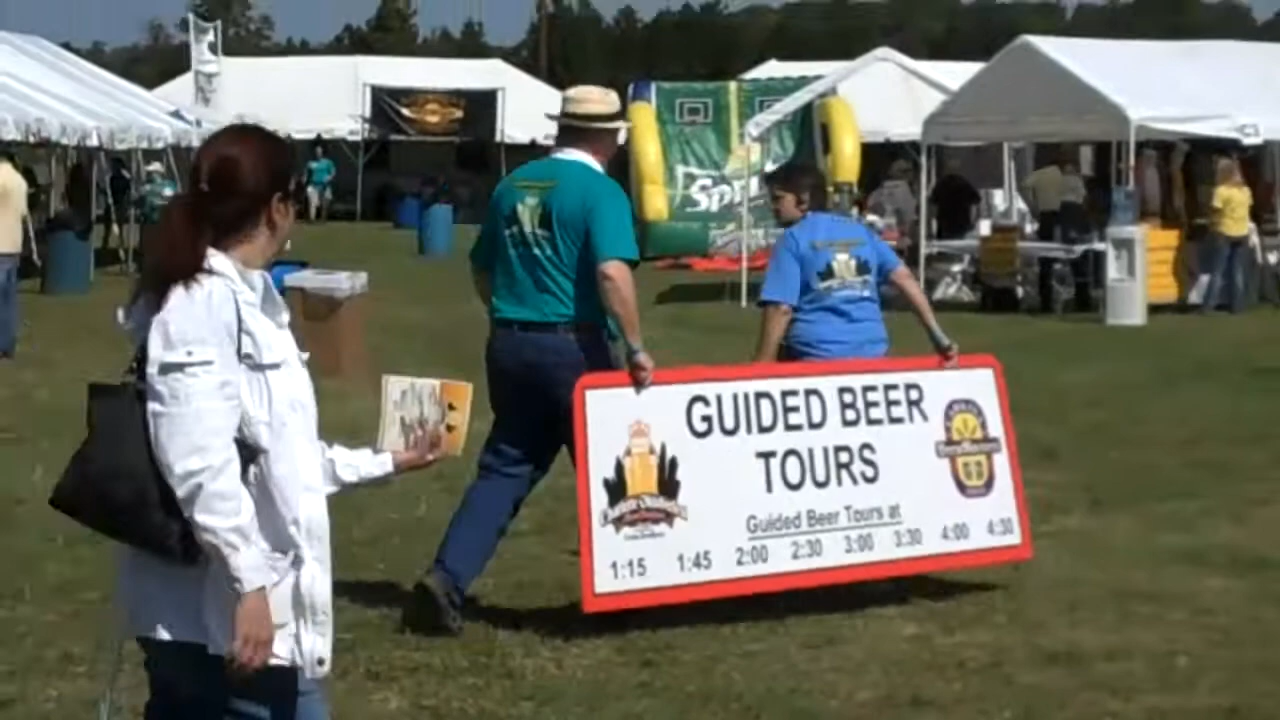 Spri
GUIDED BEER
TOURS
Guided Beer Tours at
1:15 1:45 2:00 2:30 3:00 3:30 4:00 4:30